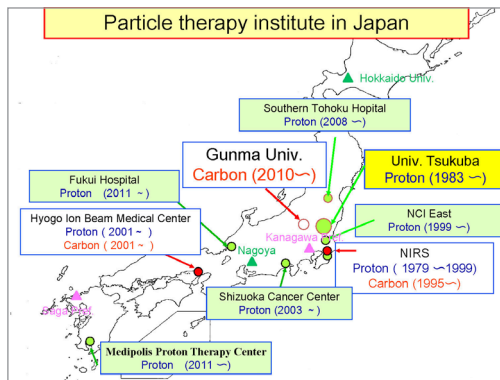 Particle therapy institute in Japan
Hokkaido Univ.
Southern Tohoku Hopital
Proton (2008 ~)
Gunma Univ.
Carbon (2010~)
Univ. Tsukuba
Proton (1983 ~)
Fukui Hospital
Proton (2011 ~)
Hyogo Ion Beam Medical Center
Proton (2001 ~)
Carbon (2001 ~)
NCI East
Proton (1999 ~)
Kanagawa
Nagoya
NIRS
Proton ( 1979 ~1999)
Carbon (1995~)
Shizuoka Cancer Center
Proton (2003 ~)
Medipolis Proton Therapy Center
Proton (2011 ~)